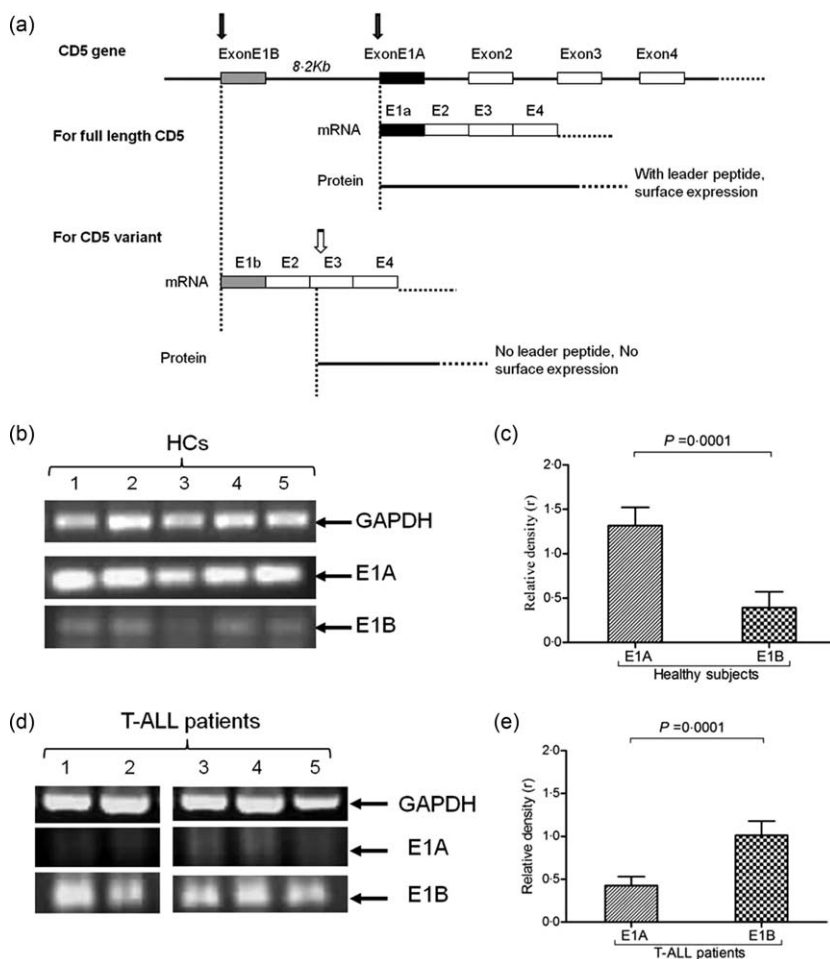 (a)
CD5 gene
ExonE1B
8·2Kb
ExonE1A
Exon2
Exon3
Exon4
For full length CD5
mRNA
E1a
E2
E3
E4
Protein
With leader peptide,
surface expression
For CD5 variant
mRNA
E1b
E2
E3
E4
Protein
No leader peptide, No
surface expression
(b)
HCs
1 2 3 4 5
GAPDH
E1A
E1B
(c)
P =0·0001
Relative density (r)
2·0
1·5
1·0
0·5
0·0
E1A
E1B
Healthy subjects
(d)
T-ALL patients
1 2 3 4 5
GAPDH
E1A
E1B
(e)
P =0·0001
Relative density (r)
2·0
1·5
1·0
0·5
0·0
E1A
E1B
T-ALL patients